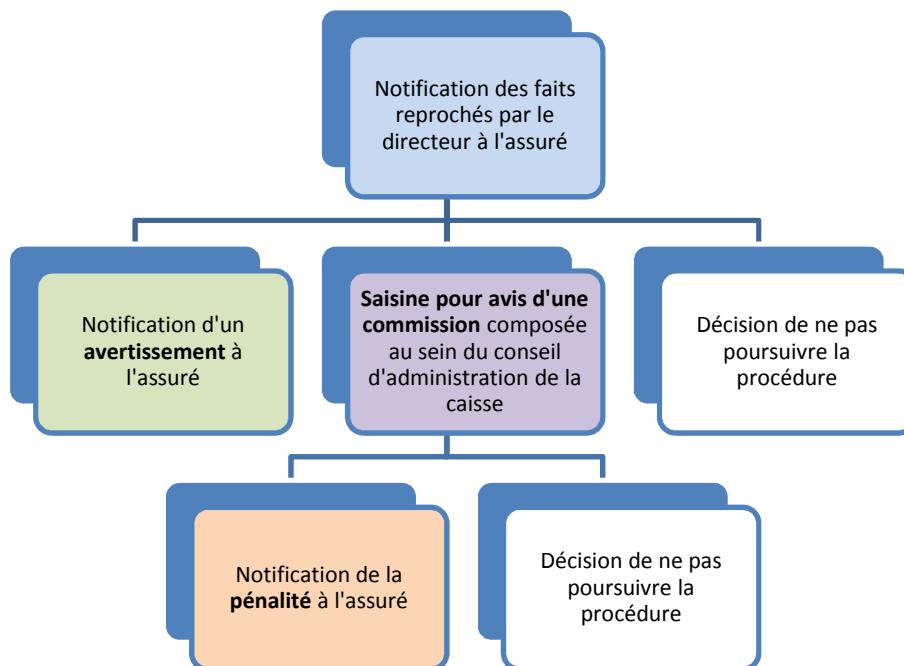 Notification des faits
reprochés par le
directeur à l'assuré
Notification d'un
avertissement à
l'assuré
Saisine pour avis d'une
commission composée
au sein du conseil
d'administration de la
caisse
Décision de ne pas
poursuivre la
procédure
Notification de la
pénalité à l'assuré
Décision de ne pas
poursuivre la
procédure